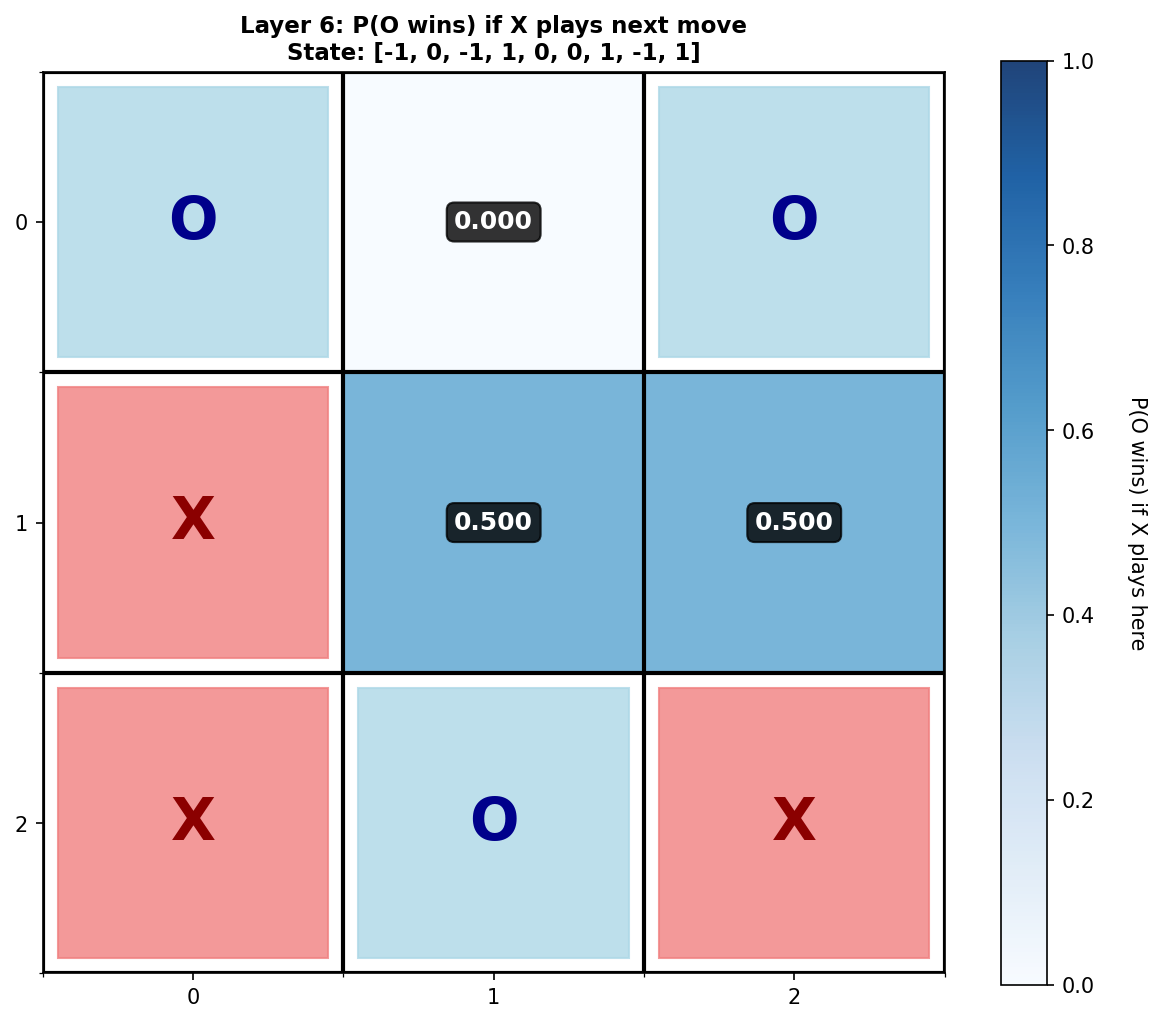 Layer 6: P(O wins) if X plays next move
State: [-1, 0, -1, 1, 0, 0, 1, -1, 1]
0
O
0.000
O
1
X
0.500
0.500
2
X
O
X
0
1
2
1.0
0.8
0.6
0.4
0.2
0.0
P(O wins) if X plays here